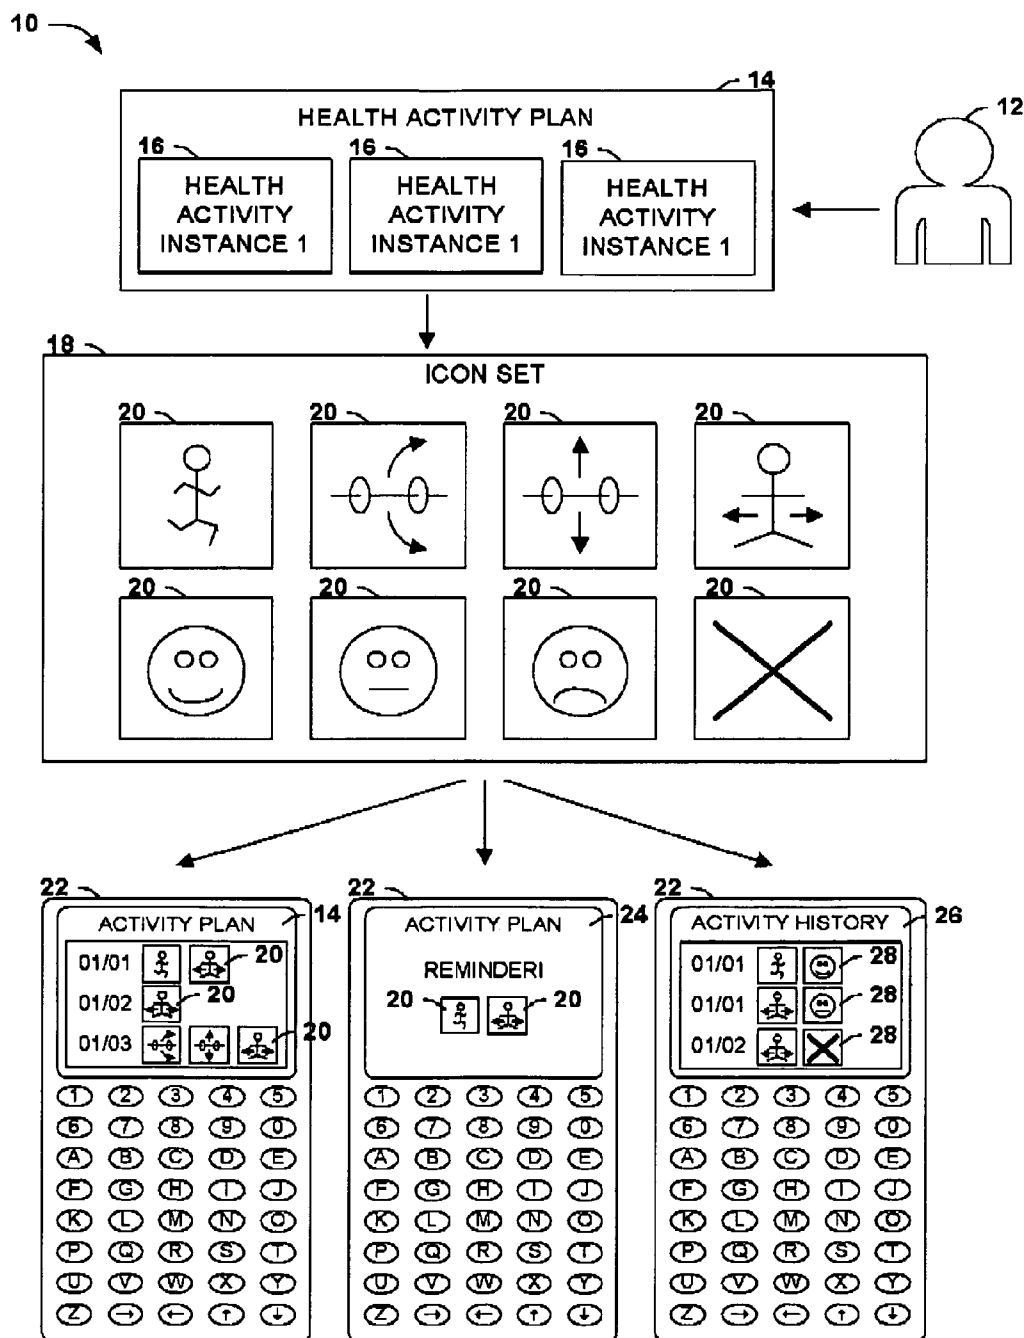 10
14
HEALTH ACTIVITY PLAN
12
16 16 16
HEALTH ACTIVITY INSTANCE 1
HEALTH ACTIVITY INSTANCE 1
HEALTH ACTIVITY INSTANCE 1
18
ICON SET
20 20 20 20
20 20 20 20
22 22 22
ACTIVITY PLAN 14
01/01 20
01/02 20
01/03 20
1 2 3 4 5
6 7 8 9 0
A B C D E
F G H I J
K L M N O
P Q R S T
U V W X Y
Z → ← ↑ ↓
ACTIVITY PLAN 24
REMINDER!
20 20
1 2 3 4 5
6 7 8 9 0
A B C D E
F G H I J
K L M N O
P Q R S T
U V W X Y
Z → ← ↑ ↓
ACTIVITY HISTORY 26
01/01 28
01/01 28
01/02 28
1 2 3 4 5
6 7 8 9 0
A B C D E
F G H I J
K L M N O
P Q R S T
U V W X Y
Z → ← ↑ ↓